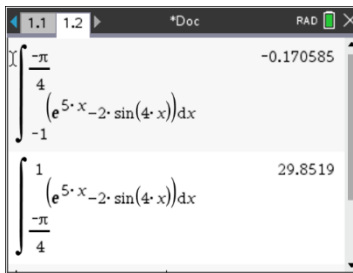 1.1 1.2 *Doc RAD
-π
4
(e^5·x-2·sin(4·x))dx
-1
-0.170585
1
(e^5·x-2·sin(4·x))dx
-π
4
29.8519